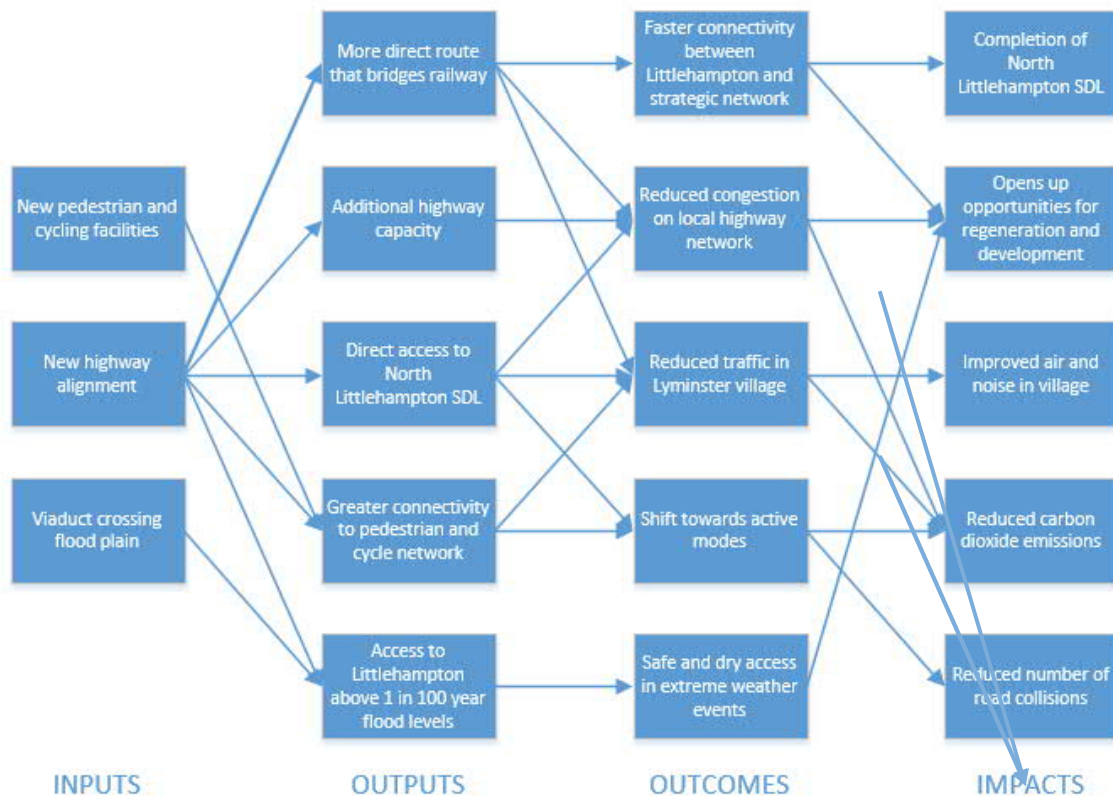 More direct route
that bridges railway
Faster connectivity
between
Littlehampton and
strategic network
Completion of
North
Littlehampton SDL
New pedestrian and
cycling facilities
Additional highway
capacity
Reduced congestion
on local highway
network
Opens up
opportunities for
regeneration and
development
New highway
alignment
Direct access to
North
Littlehampton SDL
Reduced traffic in
Lyminster village
Improved air and
noise in village
Viaduct crossing
flood plain
Greater connectivity
to pedestrian and
cycle network
Shift towards active
modes
Reduced carbon
dioxide emissions
Access to
Littlehampton
above 1 in 100 year
flood levels
Safe and dry access
in extreme weather
events
Reduced number of
road collisions
INPUTS
OUTPUTS
OUTCOMES
IMPACTS